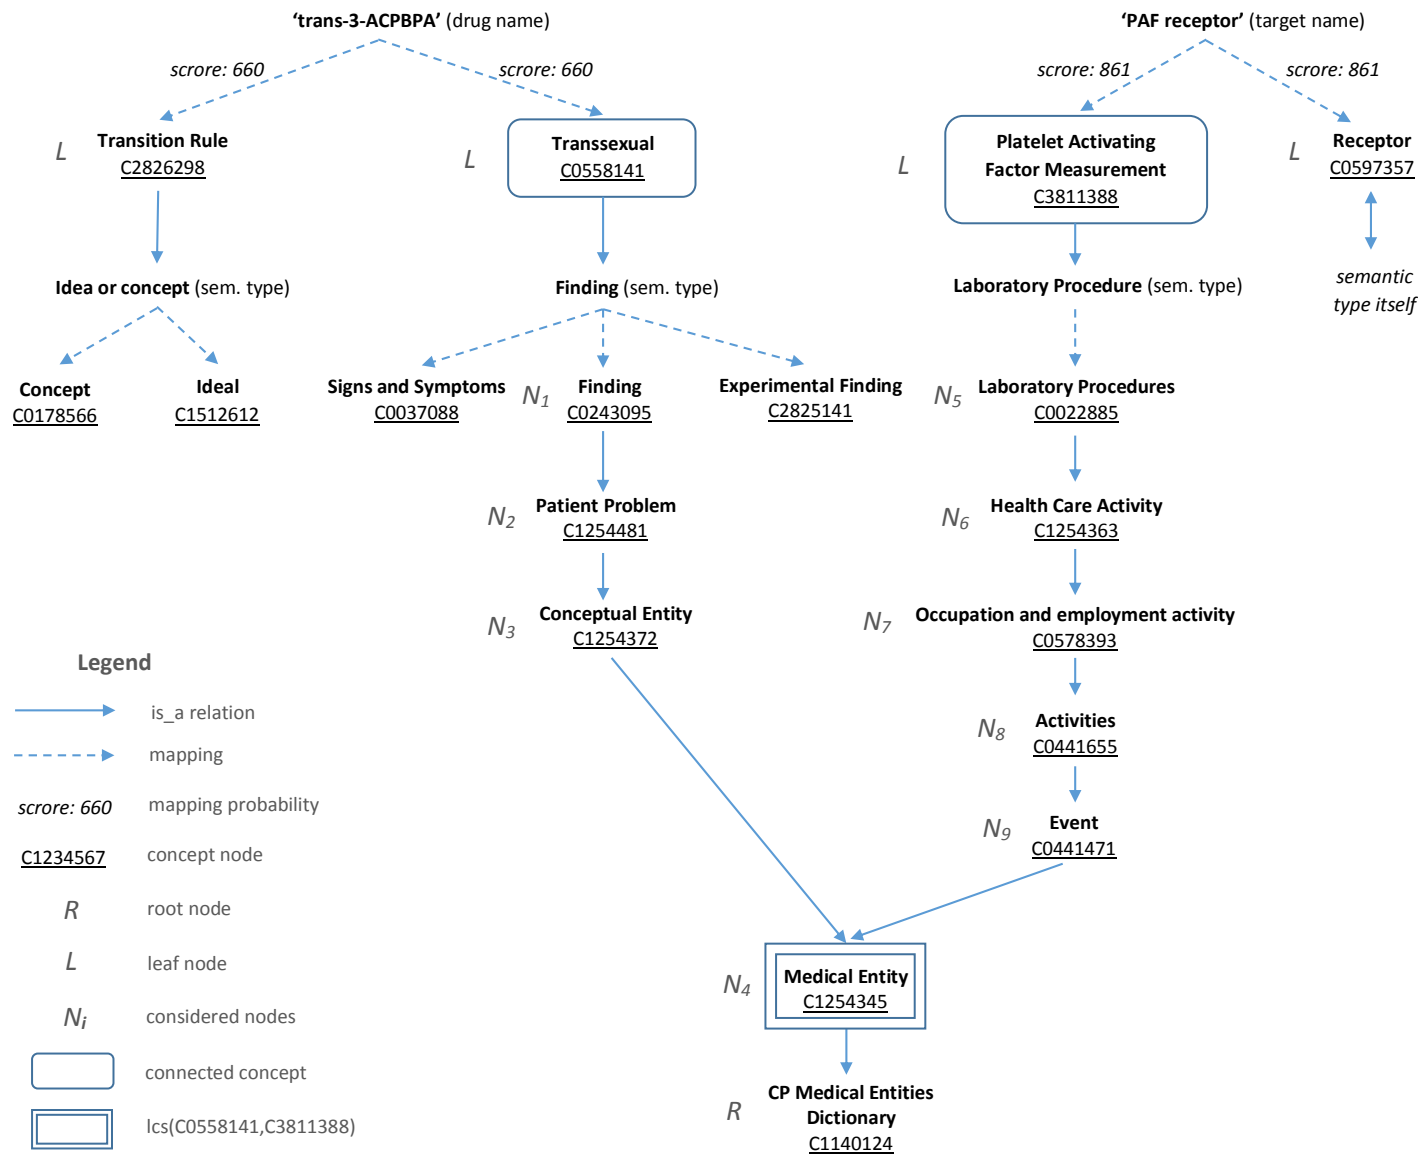 ‘trans-3-ACPBPA’ (drug name)
‘PAF receptor’ (target name)
scrore: 660
scrore: 660
scrore: 861
scrore: 861
L
Transition Rule
C2826298
L
Transsexual
C0558141
L
Platelet Activating
Factor Measurement
C3811388
L
Receptor
C0597357
Idea or concept (sem. type)
Finding (sem. type)
Laboratory Procedure (sem. type)
semantic
type itself
Concept
C0178566
Ideal
C1512612
Signs and Symptoms
C0037088
N1
Finding
C0243095
Experimental Finding
C2825141
N5
Laboratory Procedures
C0022885
N2
Patient Problem
C1254481
N6
Health Care Activity
C1254363
N3
Conceptual Entity
C1254372
N7
Occupation and employment activity
C0578393
N8
Activities
C0441655
N9
Event
C0441471
N4
Medical Entity
C1254345
R
CP Medical Entities
Dictionary
C1140124
Legend
is_a relation
mapping
scrore: 660 mapping probability
C1234567 concept node
R root node
L leaf node
Ni considered nodes
connected concept
lcs(C0558141,C3811388)